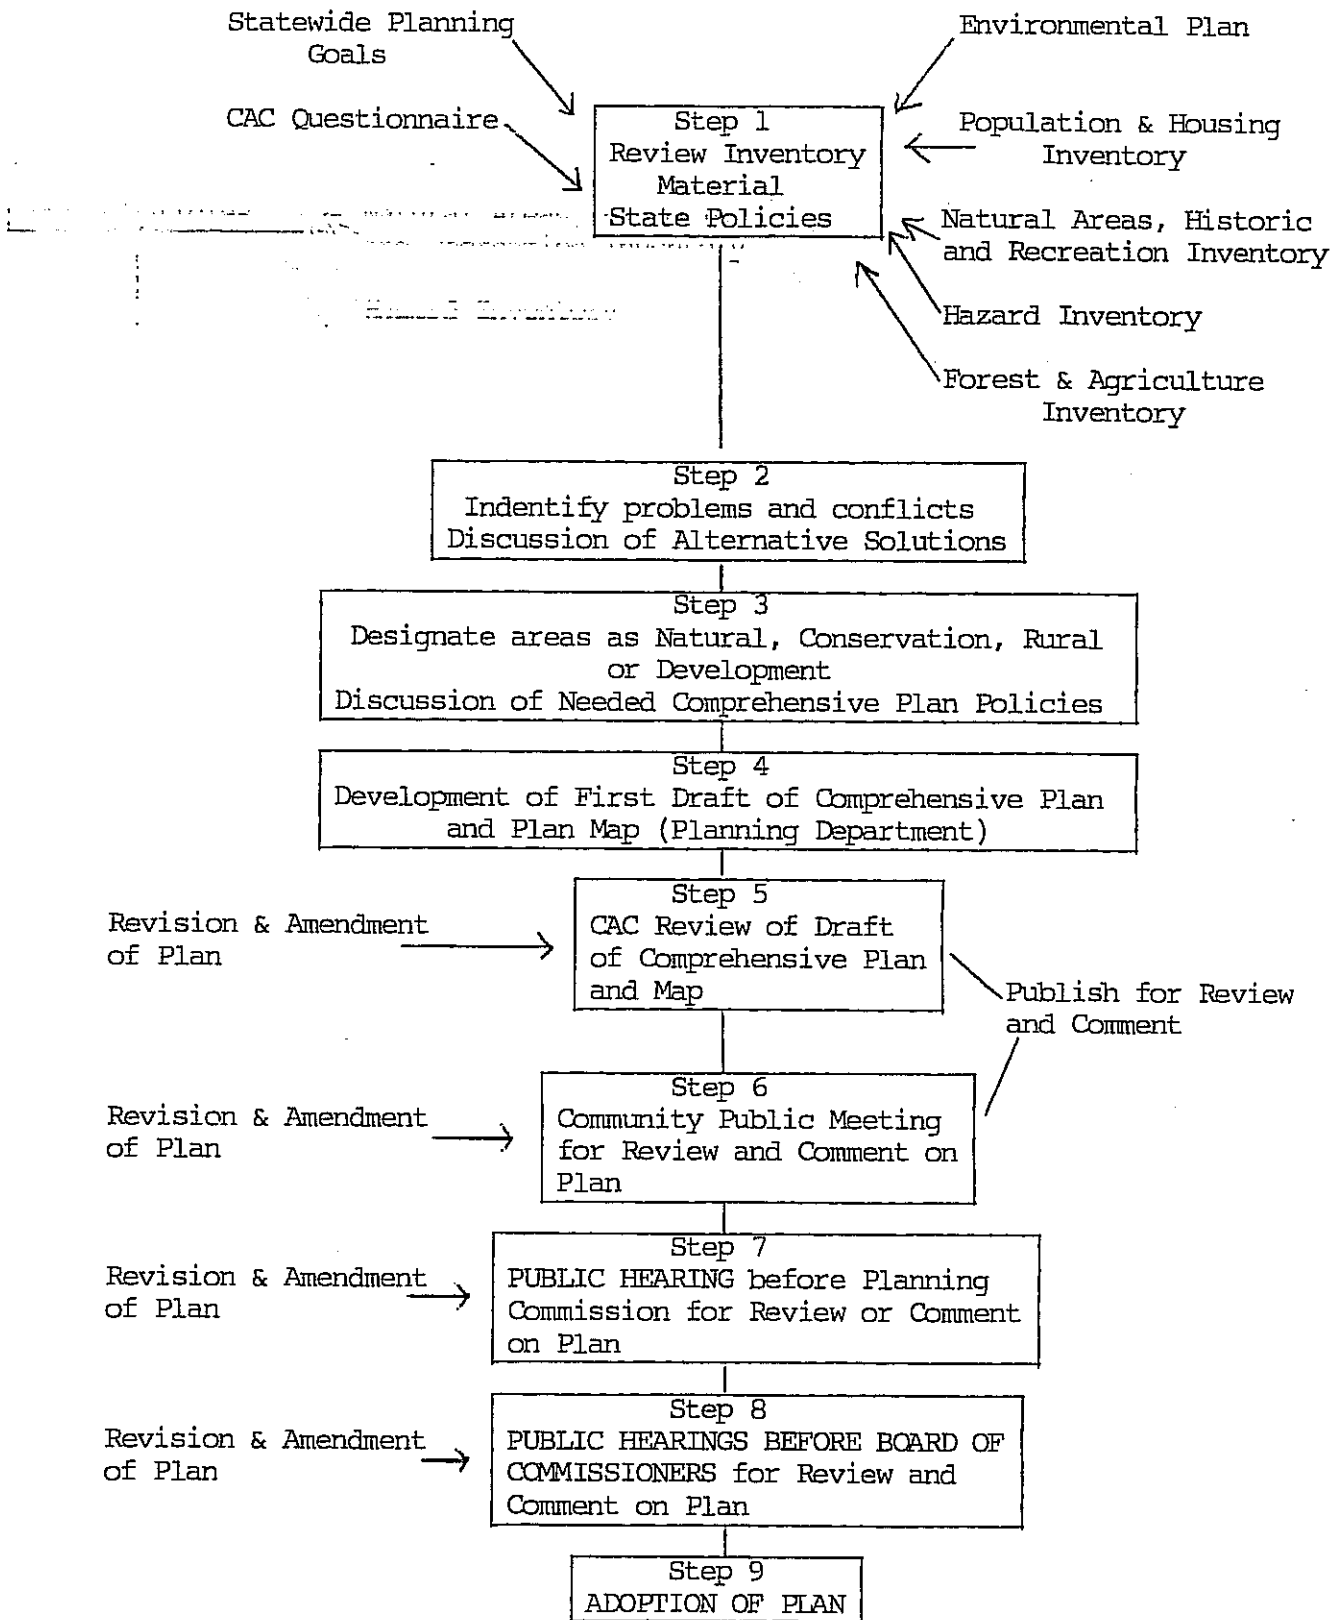 Statewide Planning
Goals
CAC Questionnaire
Environmental Plan
Population & Housing
Inventory
Natural Areas, Historic
and Recreation Inventory
Hazard Inventory
Forest & Agriculture
Inventory
Step 1
Review Inventory
Material
State Policies
Step 2
Indentify problems and conflicts
Discussion of Alternative Solutions
Step 3
Designate areas as Natural, Conservation, Rural
or Development
Discussion of Needed Comprehensive Plan Policies
Step 4
Development of First Draft of Comprehensive Plan
and Plan Map (Planning Department)
Revision & Amendment
of Plan
Step 5
CAC Review of Draft
of Comprehensive Plan
and Map
Publish for Review
and Comment
Revision & Amendment
of Plan
Step 6
Community Public Meeting
for Review and Comment on
Plan
Revision & Amendment
of Plan
Step 7
PUBLIC HEARING before Planning
Commission for Review or Comment
on Plan
Revision & Amendment
of Plan
Step 8
PUBLIC HEARINGS BEFORE BOARD OF
COMMISSIONERS for Review and
Comment on Plan
Step 9
ADOPTION OF PLAN